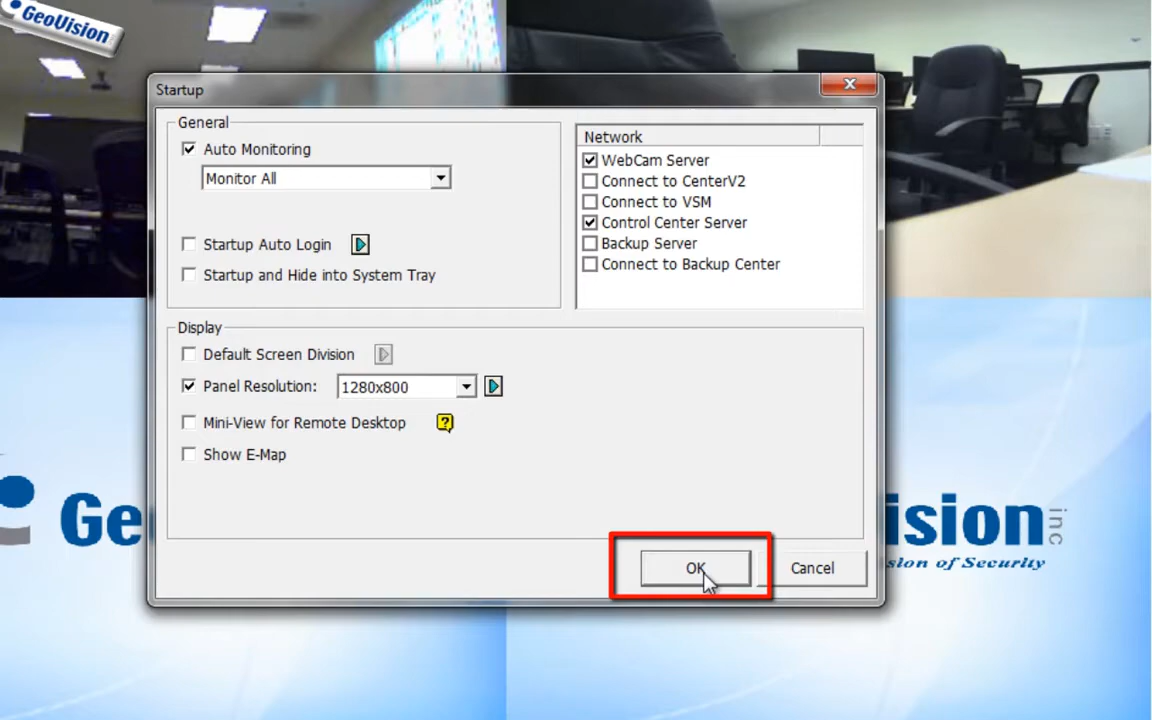 GeoVision
Startup
General
Auto Monitoring
Monitor All
Startup Auto Login
Startup and Hide into System Tray
Network
WebCam Server
Connect to CenterV2
Connect to VSM
Control Center Server
Backup Server
Connect to Backup Center
Display
Default Screen Division
Panel Resolution: 1280x800
Mini-View for Remote Desktop ?
Show E-Map
OK Cancel
Ge ision inc
sion of Security